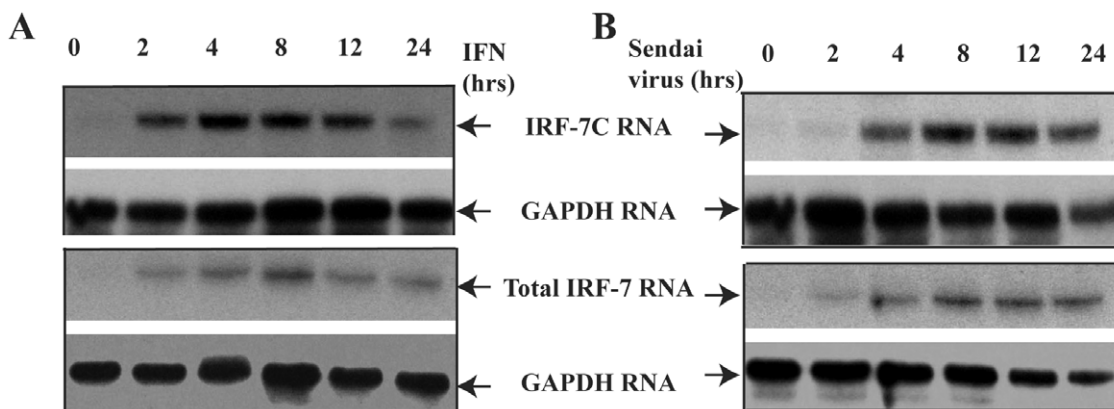 A
0 2 4 8 12 24 IFN (hrs)
B
Sendai virus (hrs) 0 2 4 8 12 24
IRF-7C RNA
GAPDH RNA
Total IRF-7 RNA
GAPDH RNA